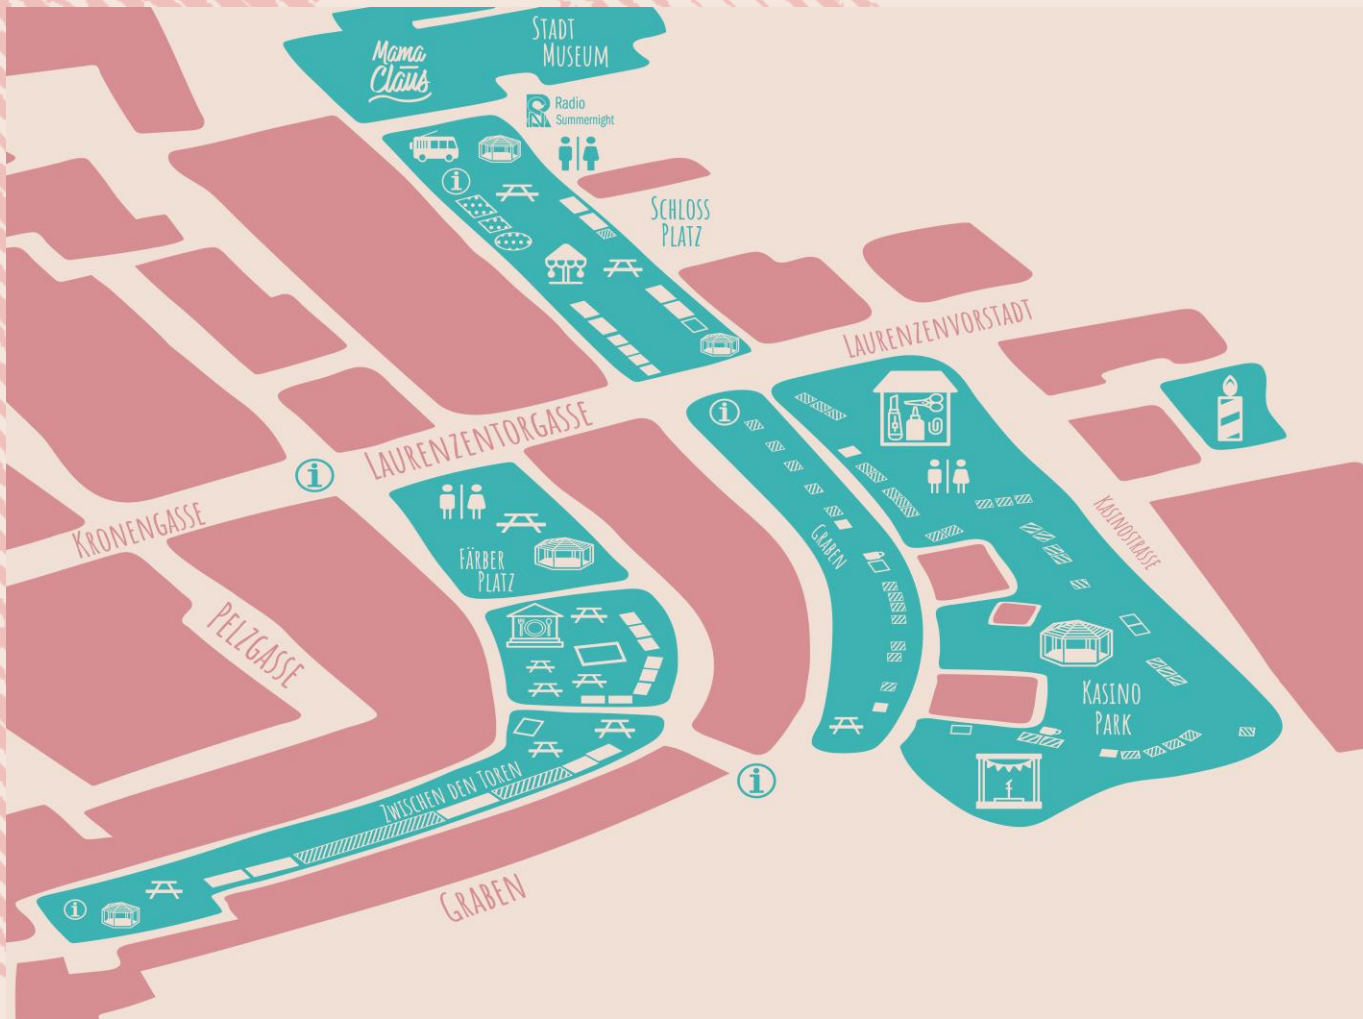 Mama
Claus
STADT
MUSEUM
Radio
Summernight
i
SCHLOSS
PLATZ
LAURENZENVORSTADT
LAURENZENTORGASSE
i
i
KRONENGASSE
FÄRBER
PLATZ
GRABEN
KASINOSTRASSE
PELZGASSE
KASINO
PARK
ZWISCHEN DEN TOREN
i
GRABEN
i